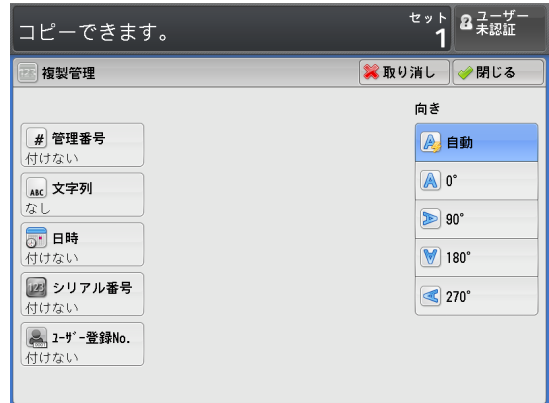 コピーできます。
セット
1
ユーザー
未認証
複製管理
取り消し
閉じる
向き
# 管理番号
付けない
ABC 文字列
なし
日時
付けない
123 シリアル番号
付けない
ﾕｰｻﾞｰ登録No.
付けない
自動
0°
90°
180°
270°